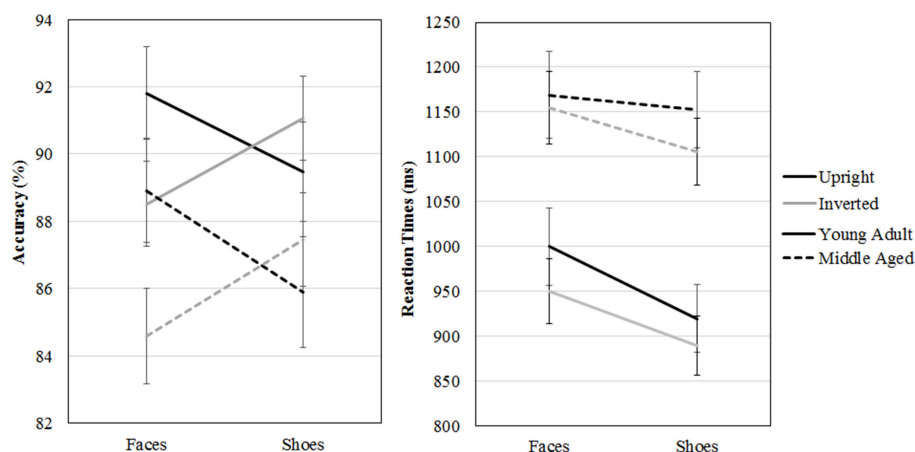 Accuracy (%)
94
92
90
88
86
84
82
Faces
Shoes
Reaction Times (ms)
1250
1200
1150
1100
1050
1000
950
900
850
800
Faces
Shoes
Upright
Inverted
Young Adult
Middle Aged